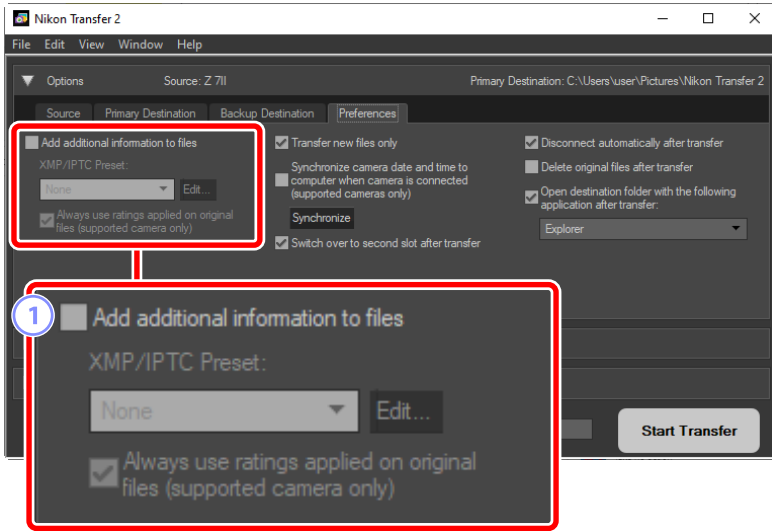 Nikon Transfer 2
File Edit View Window Help
Options Source: Z 7II Primary Destination: C:\Users\user\Pictures\Nikon Transfer 2
Source Primary Destination Backup Destination Preferences
Add additional information to files
XMP/IPTC Preset:
None Edit...
Always use ratings applied on original
files (supported camera only)
Transfer new files only
Synchronize camera date and time to
computer when camera is connected
(supported cameras only)
Synchronize
Switch over to second slot after transfer
Disconnect automatically after transfer
Delete original files after transfer
Open destination folder with the following
application after transfer:
Explorer
1 Add additional information to files
XMP/IPTC Preset:
None Edit...
Always use ratings applied on original
files (supported camera only)
Start Transfer